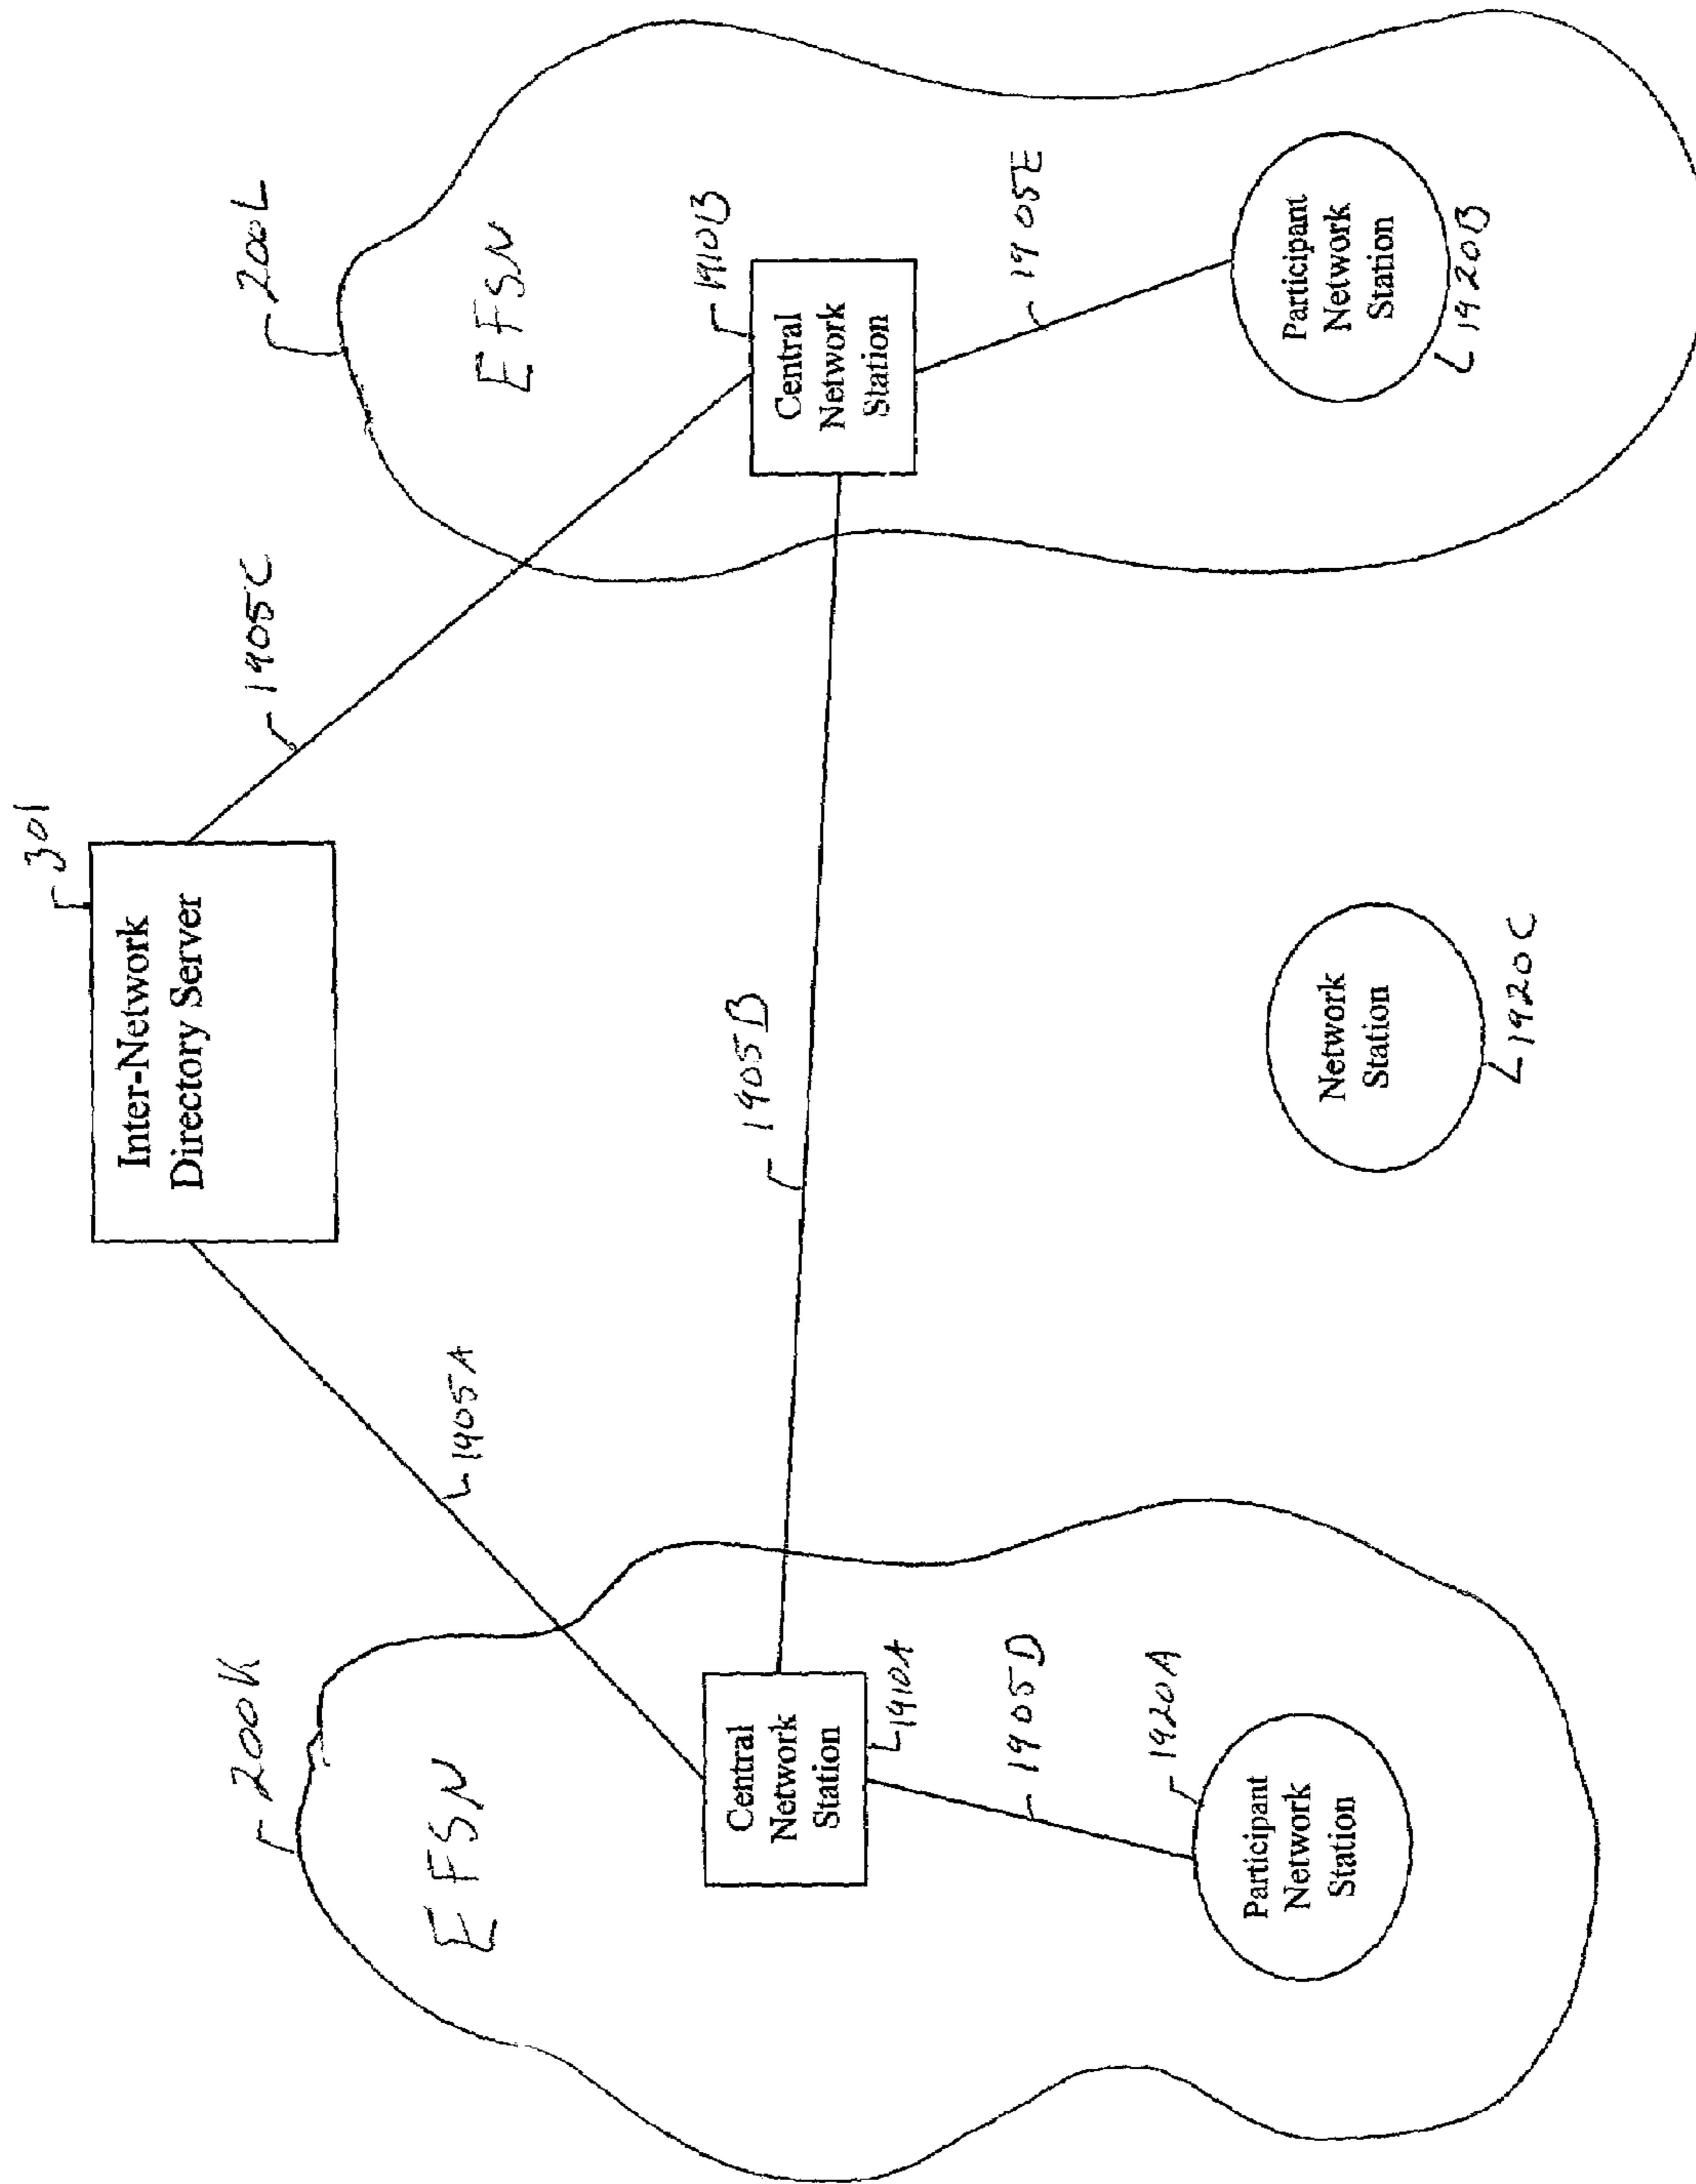 301
Inter-Network
Directory Server
1905A
1905C
200K
EFSN
200L
EFSN
1905B
Central
Network
Station
1910A
Central
Network
Station
1910B
1905D
1905E
Participant
Network
Station
1920A
Network
Station
1920C
Participant
Network
Station
1920B